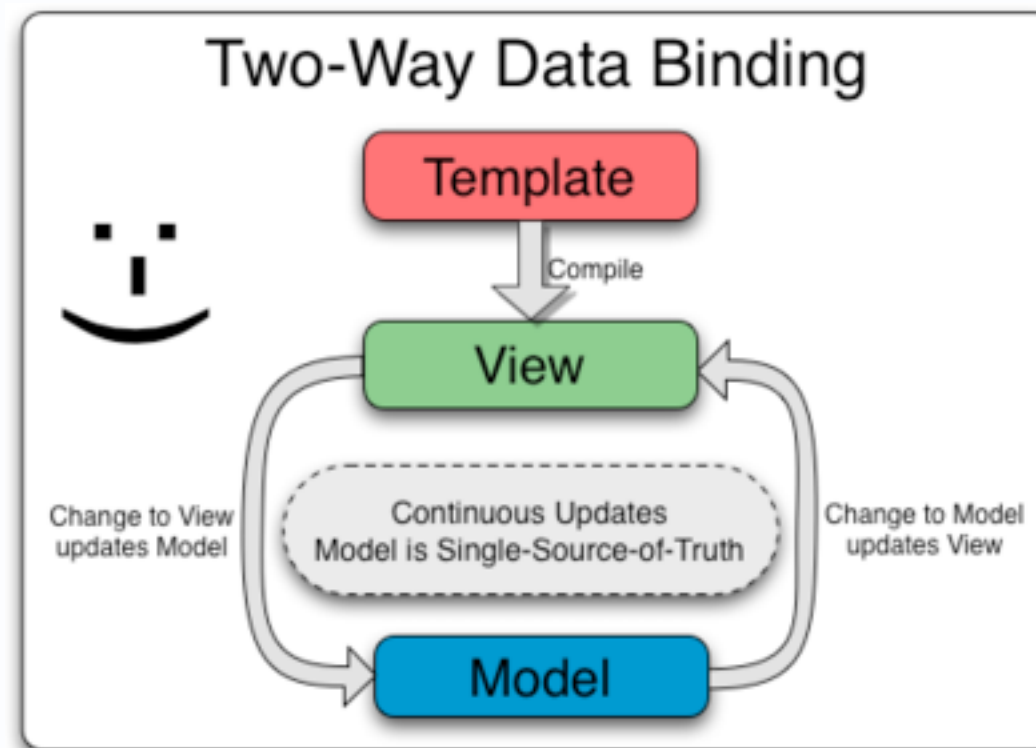 Two-Way Data Binding
Template
Compile
View
Change to View
updates Model
Continuous Updates
Model is Single-Source-of-Truth
Change to Model
updates View
Model